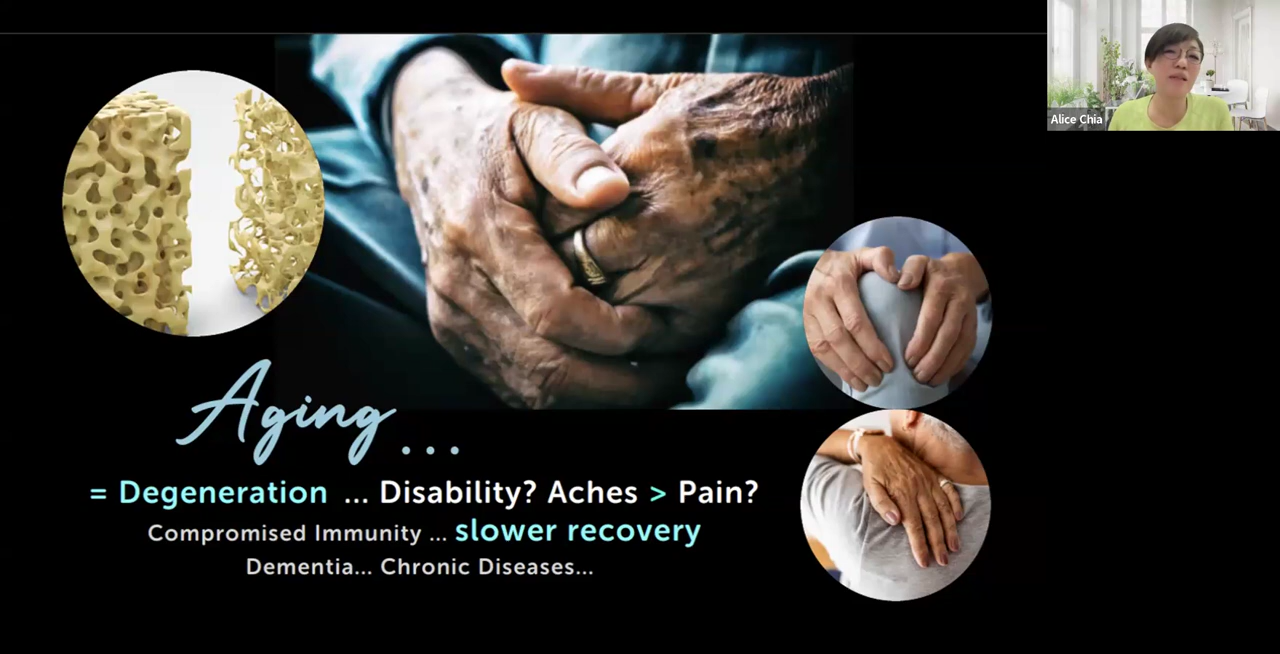 Alice Chia
Aging...
= Degeneration ... Disability? Aches > Pain?
Compromised Immunity ... slower recovery
Dementia... Chronic Diseases...